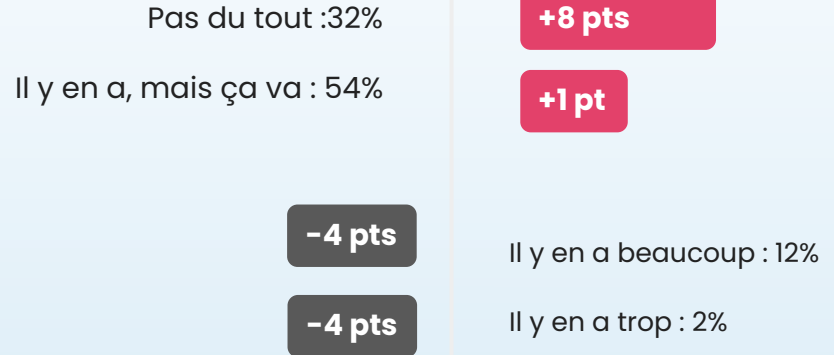 Pas du tout :32%
+8 pts
Il y en a, mais ça va : 54%
+1 pt
-4 pts
Il y en a beaucoup : 12%
-4 pts
Il y en a trop : 2%